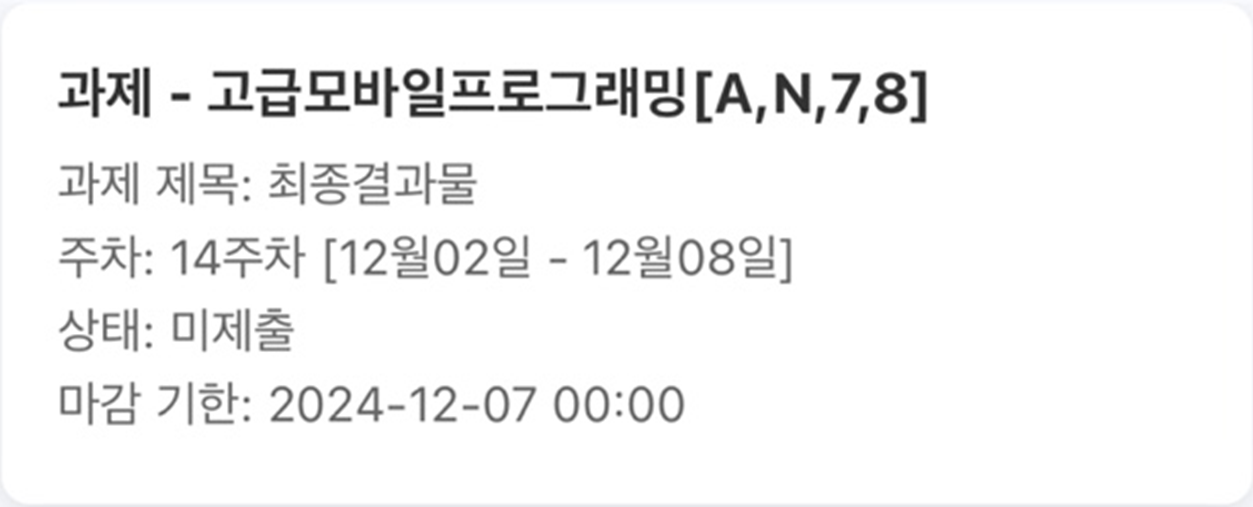 과제 - 고급모바일프로그래밍[A,N,7,8]
과제 제목: 최종결과물
주차: 14주차 [12월02일 - 12월08일]
상태: 미제출
마감 기한: 2024-12-07 00:00